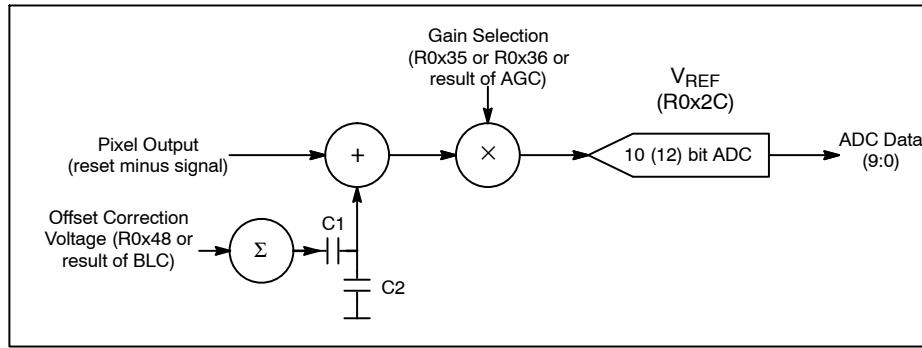 Gain Selection
(R0x35 or R0x36 or
result of AGC)
VREF
(R0x2C)
Pixel Output
(reset minus signal)
+
×
10 (12) bit ADC
ADC Data
(9:0)
Offset Correction
Voltage (R0x48 or
result of BLC)
Σ
C1
C2